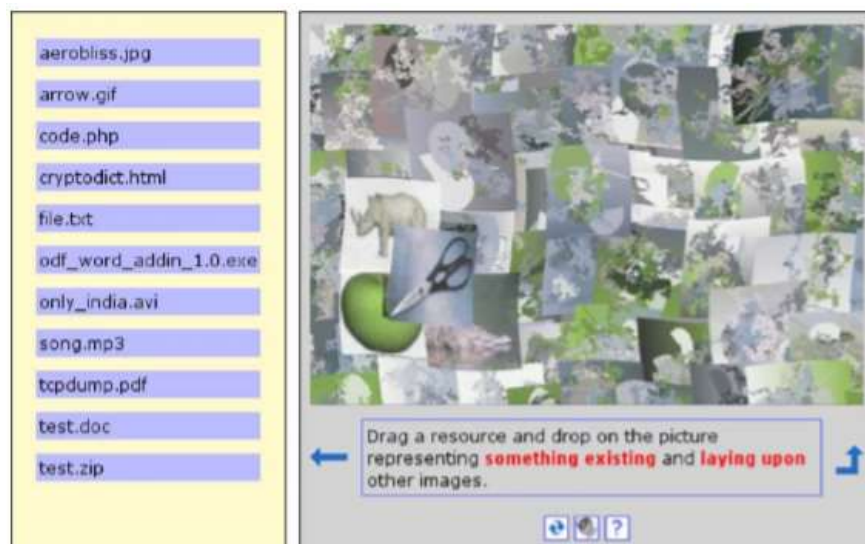 aerobliss.jpg
arrow.gif
code.php
cryptodict.html
file.txt
odf_word_addin_1.0.exe
only_india.avi
song.mp3
tcpdump.pdf
test.doc
test.zip
Drag a resource and drop on the picture
representing something existing and laying upon
other images.
?